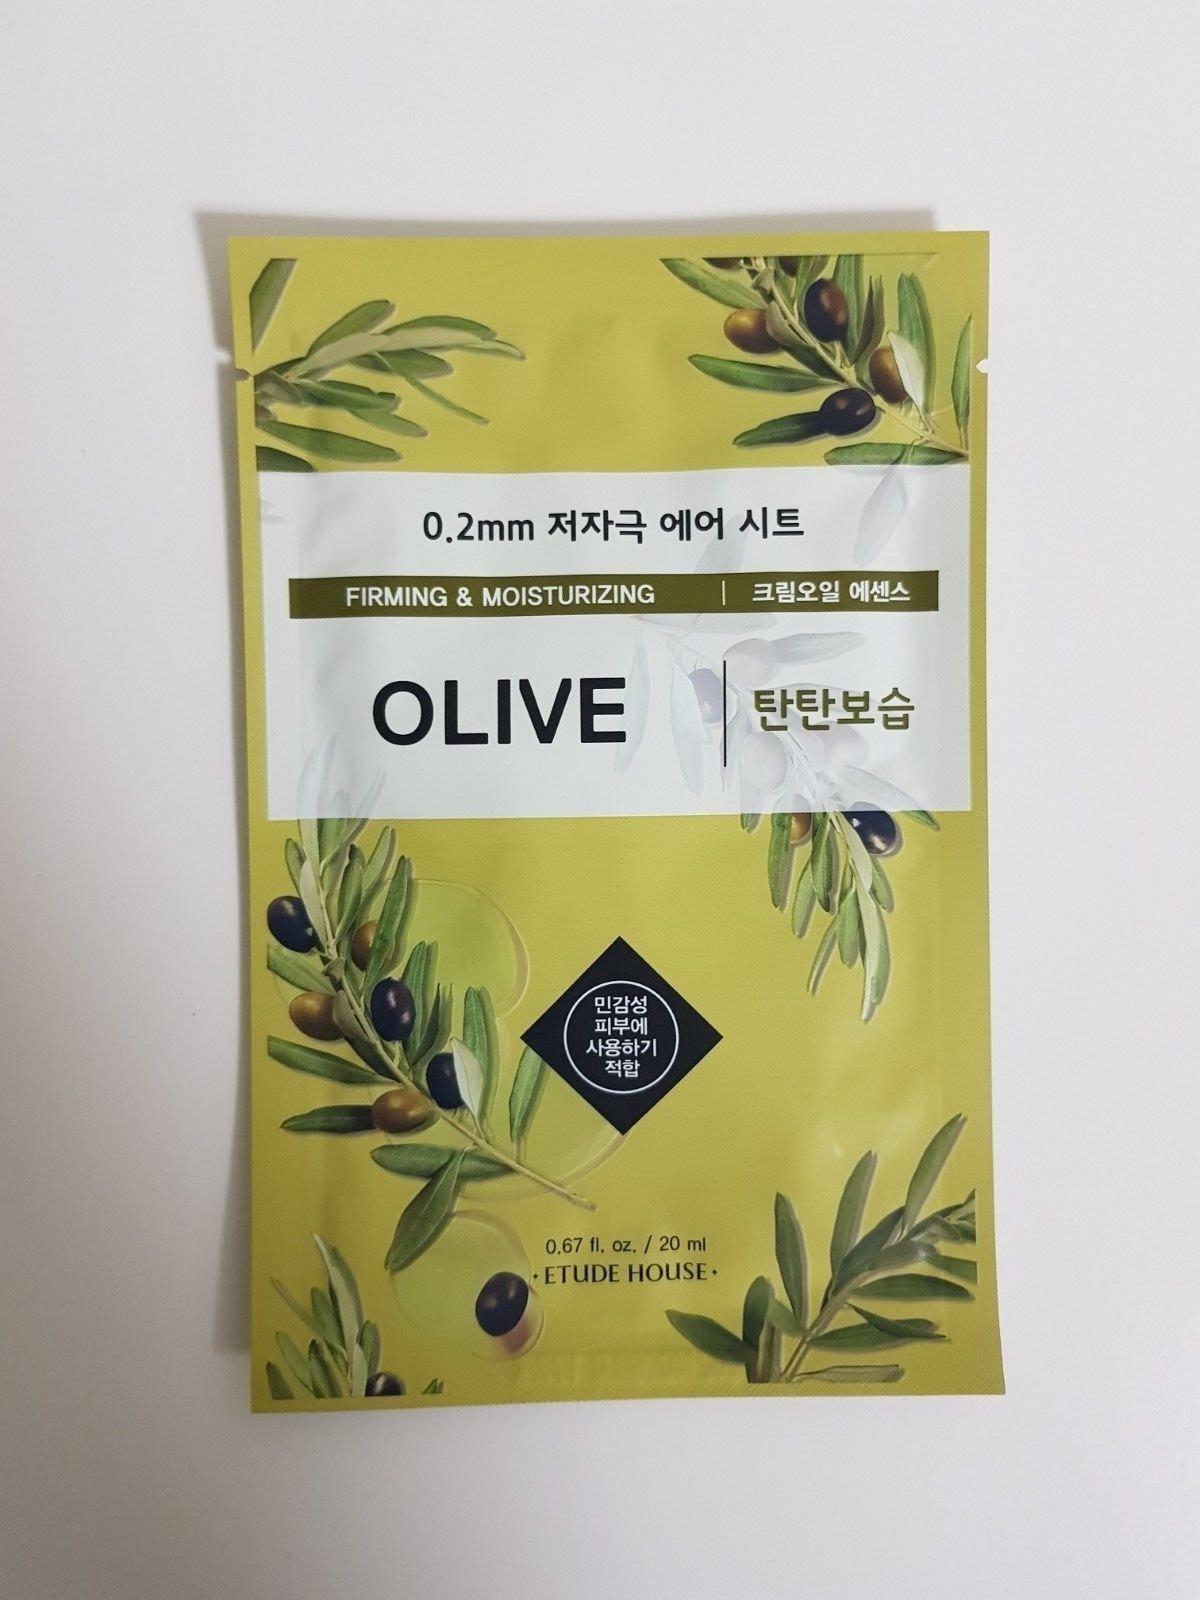 0.2mm 저자극 에어 시트
FIRMING & MOISTURIZING | 크림오일 에센스
OLIVE | 탄탄보습
민감성
피부에
사용하기
적합
0.67 fl. oz. / 20 ml
ETUDE HOUSE